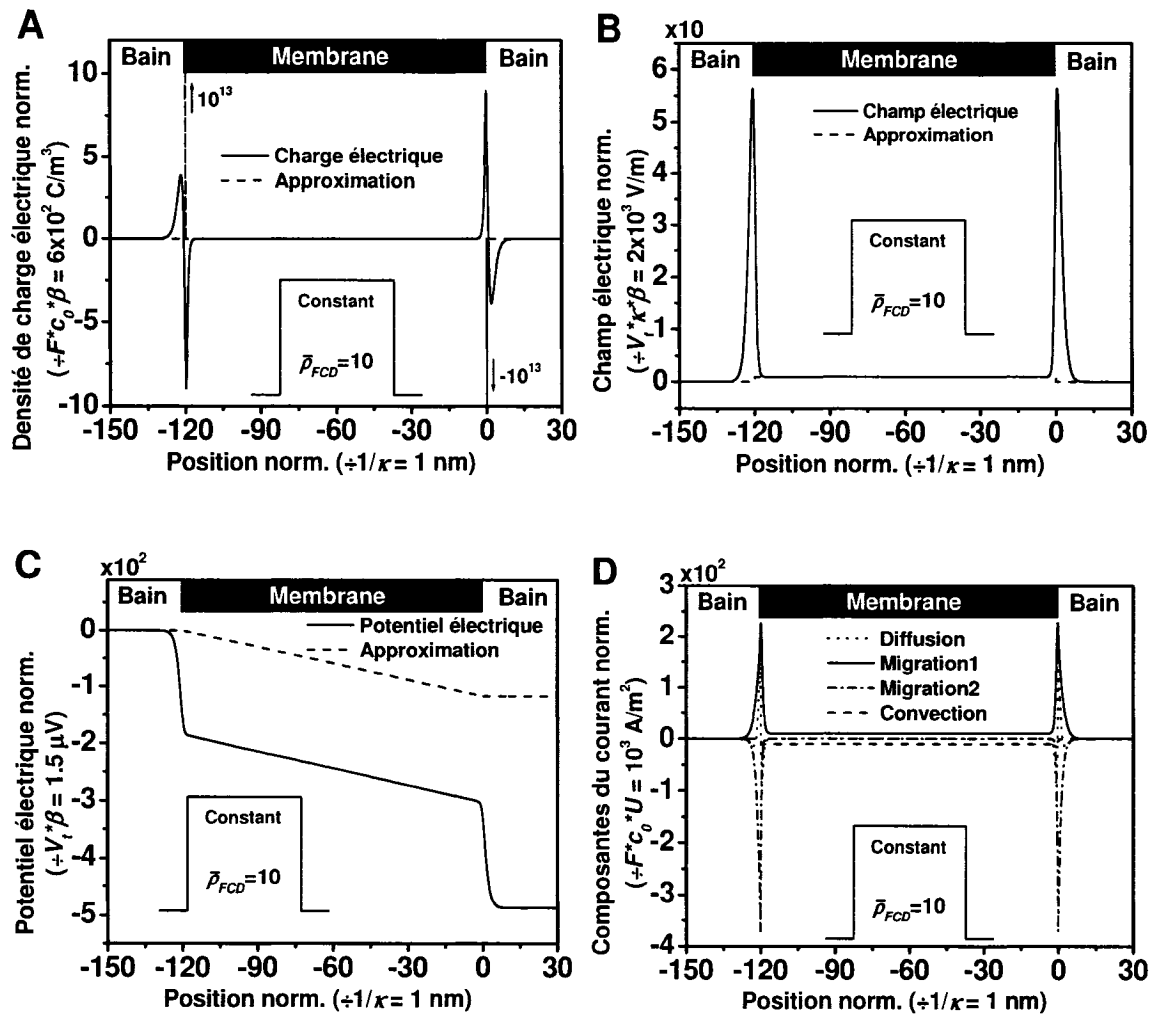 A
Bain
Membrane
Bain
10
5
0
-5
-10
10¹³
Charge électrique
Approximation
Constant
ρ̄FCD=10
-10¹³
Densité de charge électrique norm.
(÷F*c₀*β = 6x10² C/m³)
-150 -120 -90 -60 -30 0 30
Position norm. (÷1/κ = 1 nm)
B
x10
Bain
Membrane
Bain
6
5
4
3
2
1
0
Champ électrique
Approximation
Constant
ρ̄FCD=10
Champ électrique norm.
(÷Vₜ*κ*β = 2x10³ V/m)
-150 -120 -90 -60 -30 0 30
Position norm. (÷1/κ = 1 nm)
C
x10²
Bain
Membrane
Bain
0
-1
-2
-3
-4
-5
Potentiel électrique
Approximation
Constant
ρ̄FCD=10
Potentiel électrique norm.
(÷Vₜ*β = 1.5 µV)
-150 -120 -90 -60 -30 0 30
Position norm. (÷1/κ = 1 nm)
D
x10²
Bain
Membrane
Bain
3
2
1
0
-1
-2
-3
-4
Diffusion
Migration1
Migration2
Convection
Constant
ρ̄FCD=10
Composantes du courant norm.
(÷F*c₀*U = 10³ A/m²)
-150 -120 -90 -60 -30 0 30
Position norm. (÷1/κ = 1 nm)